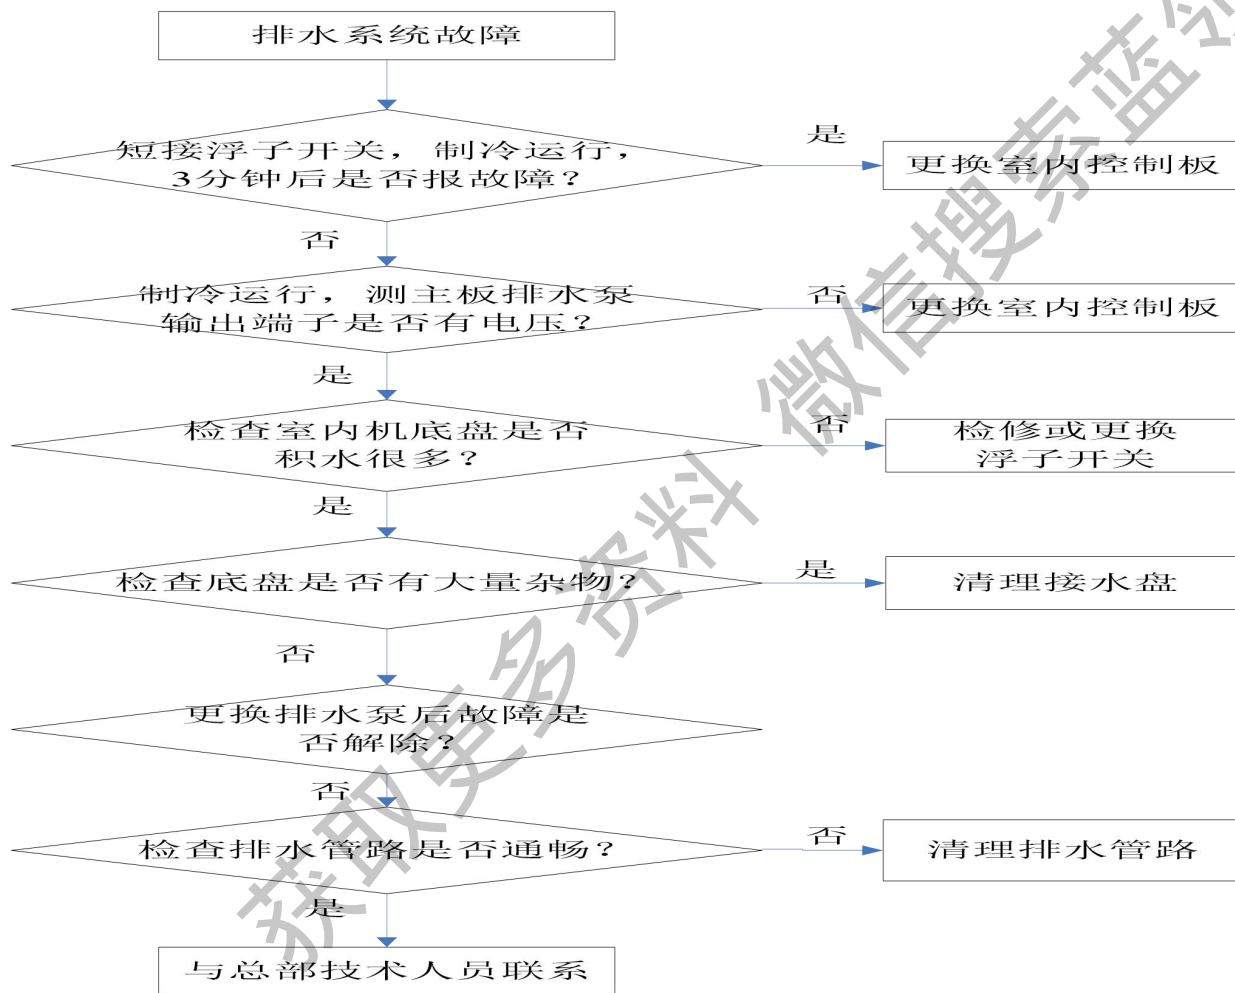 排水系统故障
短接浮子开关，制冷运行，
3分钟后是否报故障？
是
更换室内控制板
否
制冷运行，测主板排水泵
输出端子是否有电压？
否
更换室内控制板
是
检查室内机底盘是否
积水很多？
否
检修或更换
浮子开关
是
检查底盘是否有大量杂物？
是
清理接水盘
否
更换排水泵后故障是
否解除？
否
检查排水管路是否通畅？
否
清理排水管路
是
与总部技术人员联系
获取更多资料 微信搜索蓝领